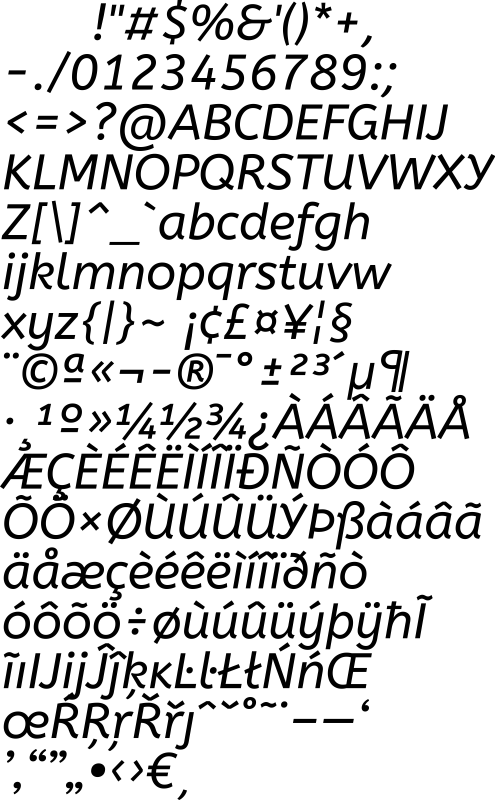 !"#$%&'()*+,
-./0123456789:;
<=>?@ABCDEFGHIJ
KLMNOPQRSTUVWXY
Z[\]^_`abcdefgh
ijklmnopqrstuvw
xyz{|}~ ¡¢£¤¥¦§
¨©ª«¬-®¯°±²³´µ¶
·¸¹º»¼½¾¿ÀÁÂÃÄÅ
ÆÇÈÉÊËÌÍÎÏÐÑÒÓÔ
ÕÖ×ØÙÚÛÜÝÞßàáâã
äåæçèéêëìíîïðñò
óôõö÷øùúûüýþÿħĨ
ĩıĲĳĴĵķĸĿŀŁłŃńŒ
œŔŖŗŘřȷˆˇ˚˜¨–—‘
’‚“”„•‹›€¸